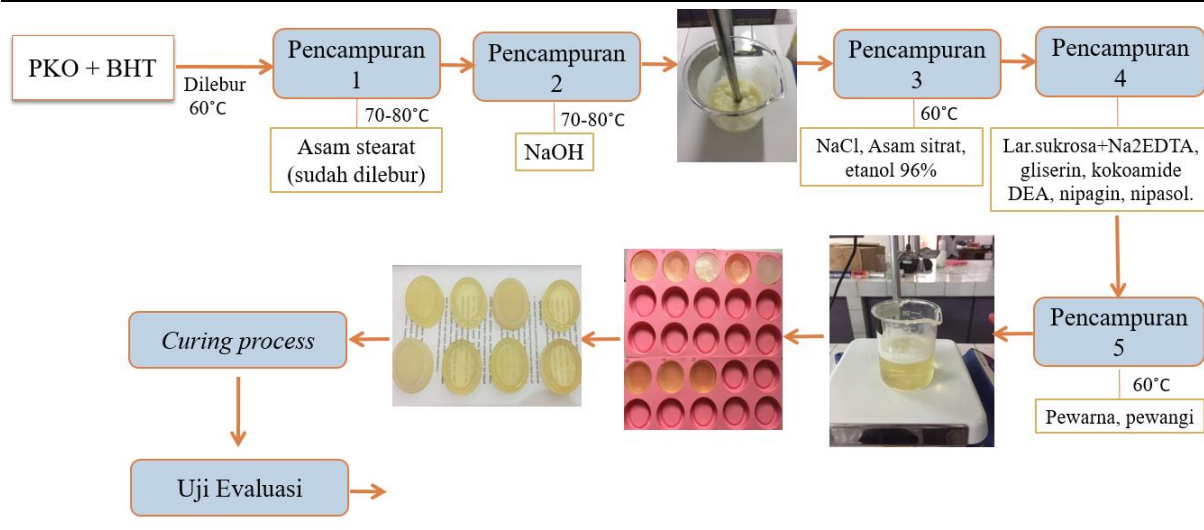 PKO + BHT
Dilebur
60°C
Pencampuran
1
70-80°C
Asam stearat
(sudah dilebur)
Pencampuran
2
70-80°C
NaOH
Pencampuran
3
60°C
NaCl, Asam sitrat,
etanol 96%
Pencampuran
4
Lar.sukrosa+Na2EDTA,
gliserin, kokoamide
DEA, nipagin, nipasol.
Pencampuran
5
60°C
Pewarna, pewangi
Curing process
Uji Evaluasi